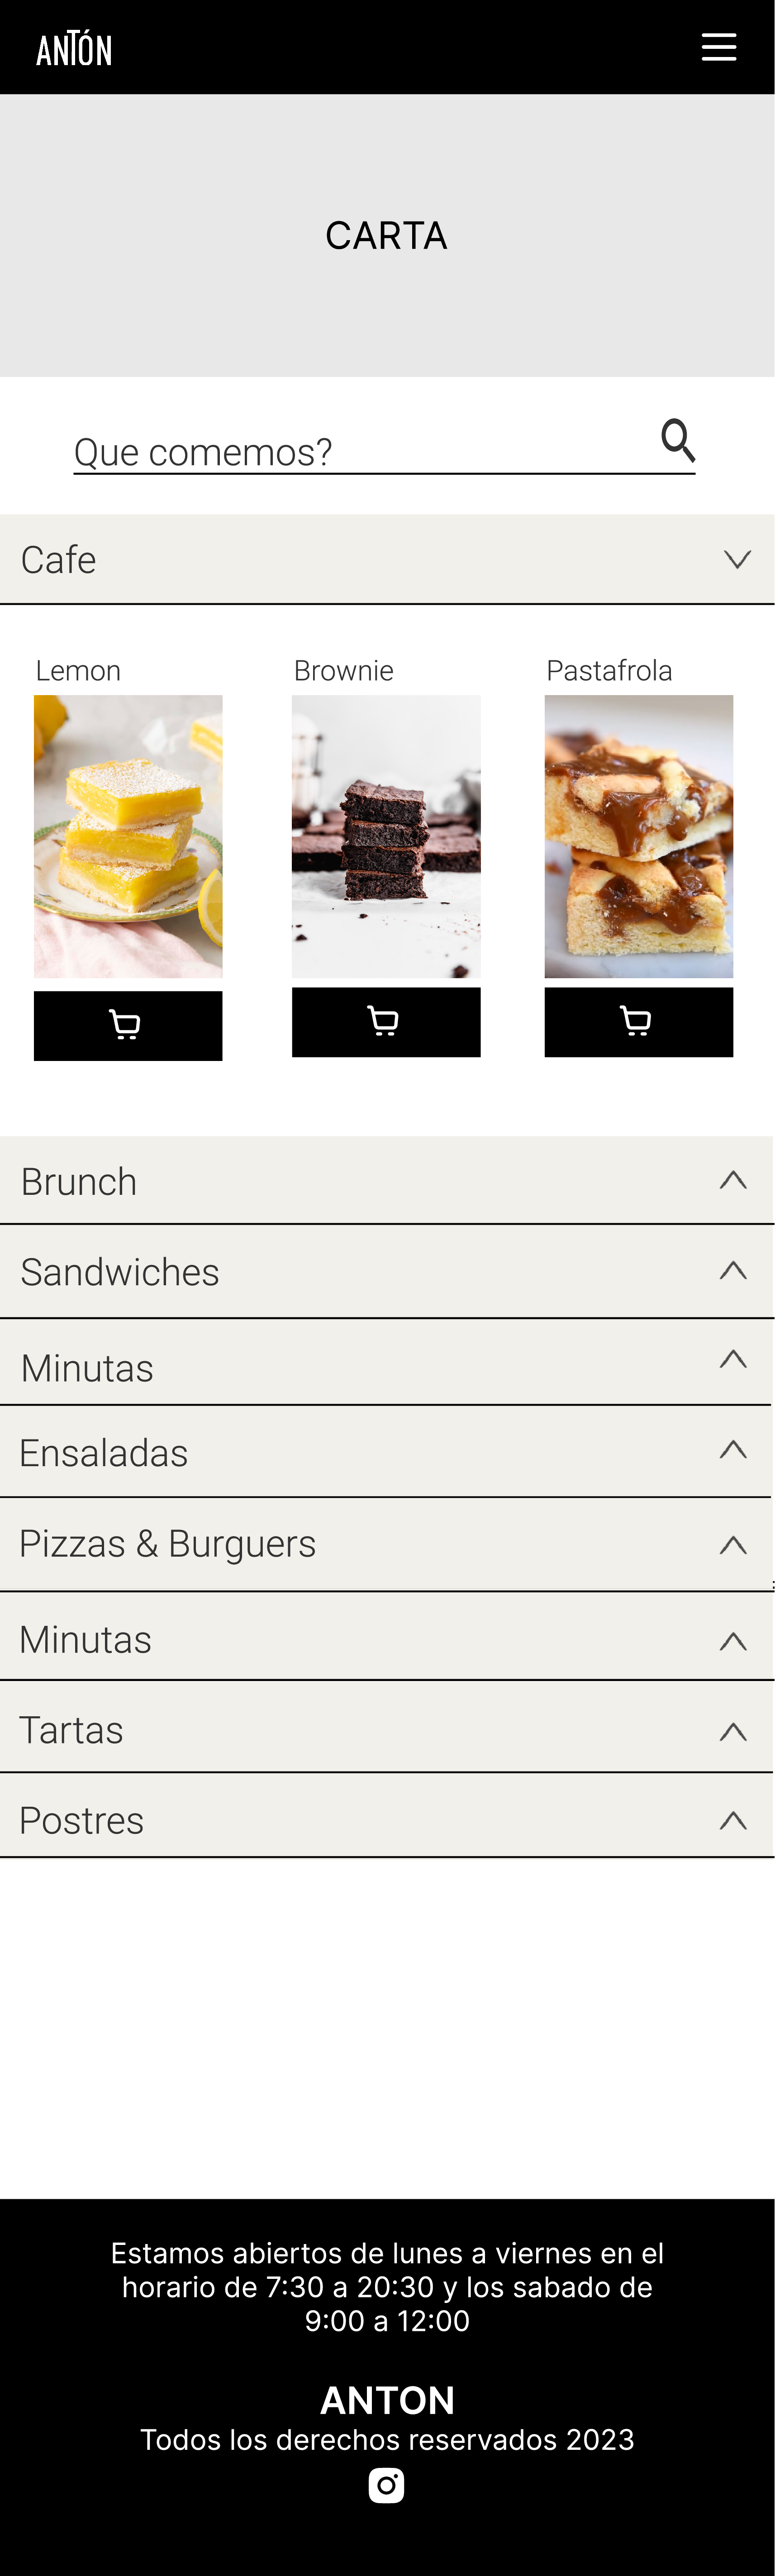 ANTÓN
CARTA
Que comemos?
Cafe
Lemon
Brownie
Pastafrola
Brunch
Sandwiches
Minutas
Ensaladas
Pizzas & Burguers
:
Minutas
Tartas
Postres
Estamos abiertos de lunes a viernes en el
horario de 7:30 a 20:30 y los sabado de
9:00 a 12:00
ANTON
Todos los derechos reservados 2023